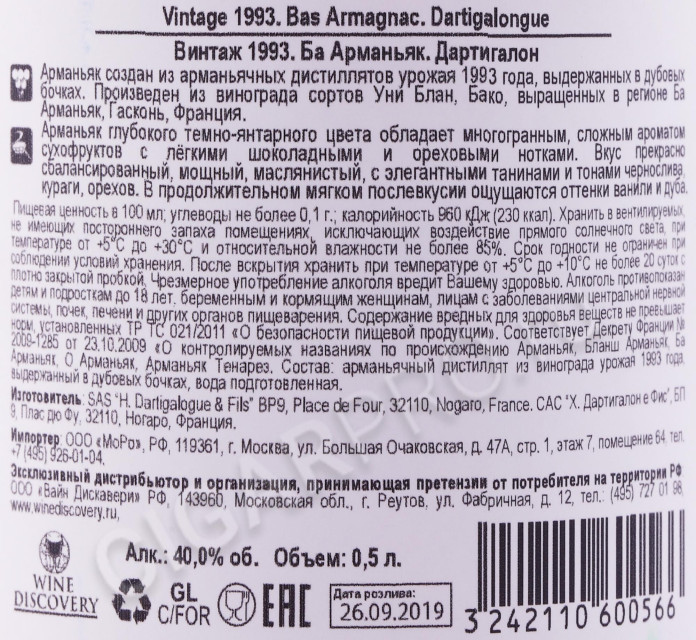 Vintage 1993. Bas Armagnac. Dartigalongue
Винтаж 1993. Ба Арманьяк. Дартигалон
Арманьяк создан из арманьячных дистиллятов урожая 1993 года, выдержанных в дубовых
бочках. Произведен из винограда сортов Уни Блан, Бако, выращенных в регионе Ба
Арманьяк, Гасконь, Франция.
2
Арманьяк глубокого темно-янтарного цвета обладает многогранным, сложным ароматом
сухофруктов с лёгкими шоколадными и ореховыми нотками. Вкус прекрасно
сбалансированный, мощный, маслянистый, с элегантными танинами и тонами чернослива,
кураги, орехов. В продолжительном мягком послевкусии ощущаются оттенки ванили и дуба.
Пищевая ценность в 100 мл: углеводы не более 0,1 г.; калорийность 960 кДж (230 ккал). Хранить в вентилируемых,
не имеющих постороннего запаха помещениях, исключающих воздействие прямого солнечного света, при
температуре от +5°С до +30°С и относительной влажности не более 85%. Срок годности не ограничен при
соблюдении условий хранения. После вскрытия хранить при температуре от +5°С до +10°С не более 20 суток с
плотно закрытой пробкой. Чрезмерное употребление алкоголя вредит Вашему здоровью. Алкоголь противопоказан
детям и подросткам до 18 лет, беременным и кормящим женщинам, лицам с заболеваниями центральной нервной
системы, почек, печени и других органов пищеварения. Содержание вредных для здоровья веществ не превышает
норм, установленных ТР ТС 021/2011 «О безопасности пищевой продукции». Соответствует Декрету Франции №
2009-1285 от 23.10.2009 «О контролируемых названиях по происхождению Арманьяк, Бланш Арманьяк, Ба
Арманьяк, О Арманьяк, Арманьяк Тенарез. Состав: арманьячный дистиллят из винограда урожая 1993 года,
выдержанный в дубовых бочках, вода подготовленная.
Изготовитель: SAS "H. Dartigalogue & Fils" BP9, Place de Four, 32110, Nogaro, France. САС "Х. Дартигалон е Фис", БП
9, Плас дю Фу, 32110, Ногаро, Франция.
Импортер: ООО «МоРо», РФ, 119361, г. Москва, ул. Большая Очаковская, д. 47А, стр. 1, этаж 7, помещение 64, тел.
+7 (495) 926-01-04.
Эксклюзивный дистрибьютор и организация, принимающая претензии от потребителя на территории РФ
ООО «Вайн Дискавери» РФ, 143960, Московская обл., г. Реутов, ул. Фабричная, д. 12, тел.: (495) 727 01 98,
www.winediscovery.ru,
WINE
DISCOVERY
Алк.: 40,0% об. Объем: 0,5 л.
GL
C/FOR
EAC
Дата розлива:
26.09.2019
3 242110 600566
CIGARPRO.RU